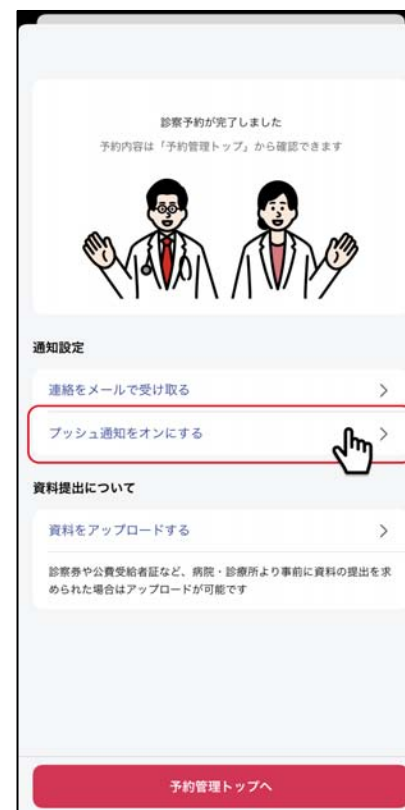 診察予約が完了しました
予約内容は「予約管理トップ」から確認できます
通知設定
連絡をメールで受け取る
プッシュ通知をオンにする
資料提出について
資料をアップロードする
診察券や公費受給者証など、病院・診療所より事前に資料の提出を求
められた場合はアップロードが可能です
予約管理トップへ